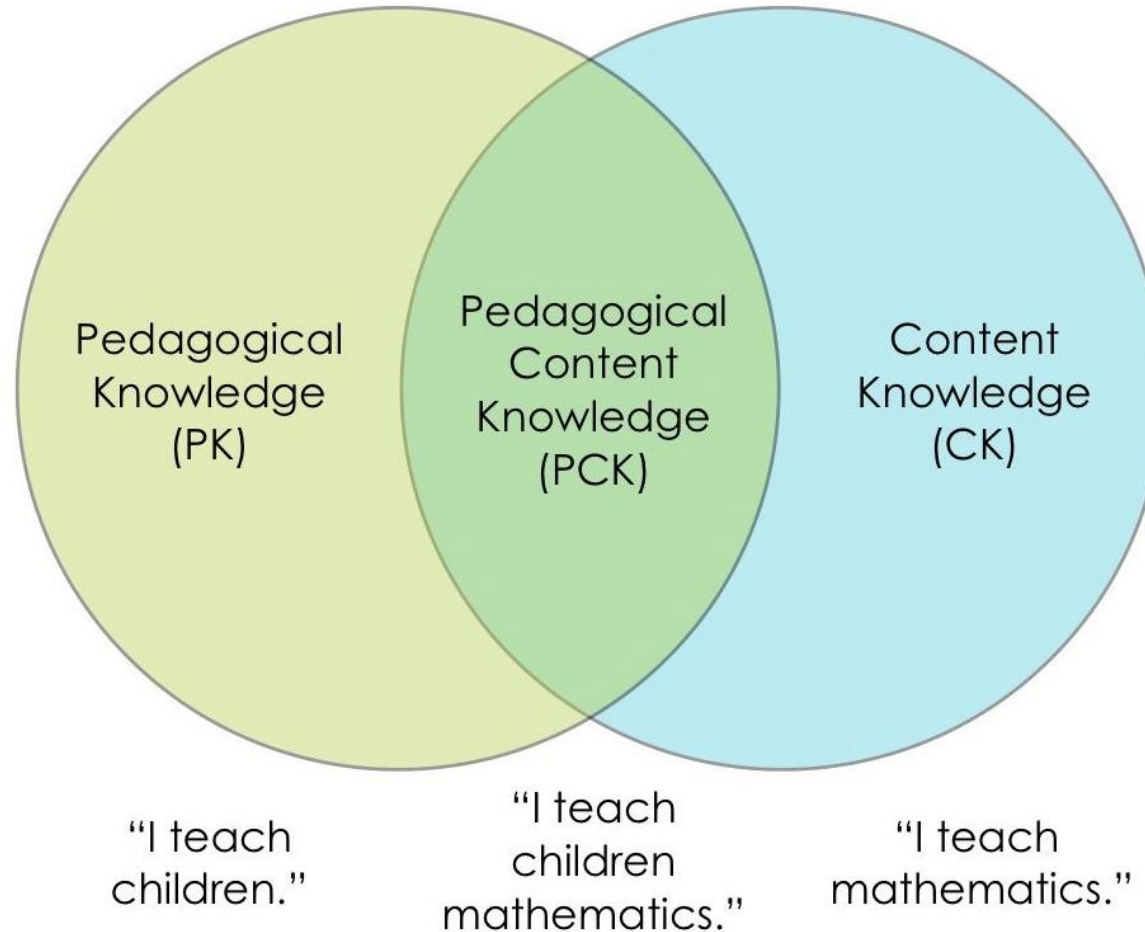 Pedagogical
Knowledge
(PK)
Pedagogical
Content
Knowledge
(PCK)
Content
Knowledge
(CK)
“I teach
children.”
“I teach
children
mathematics.”
“I teach
mathematics.”